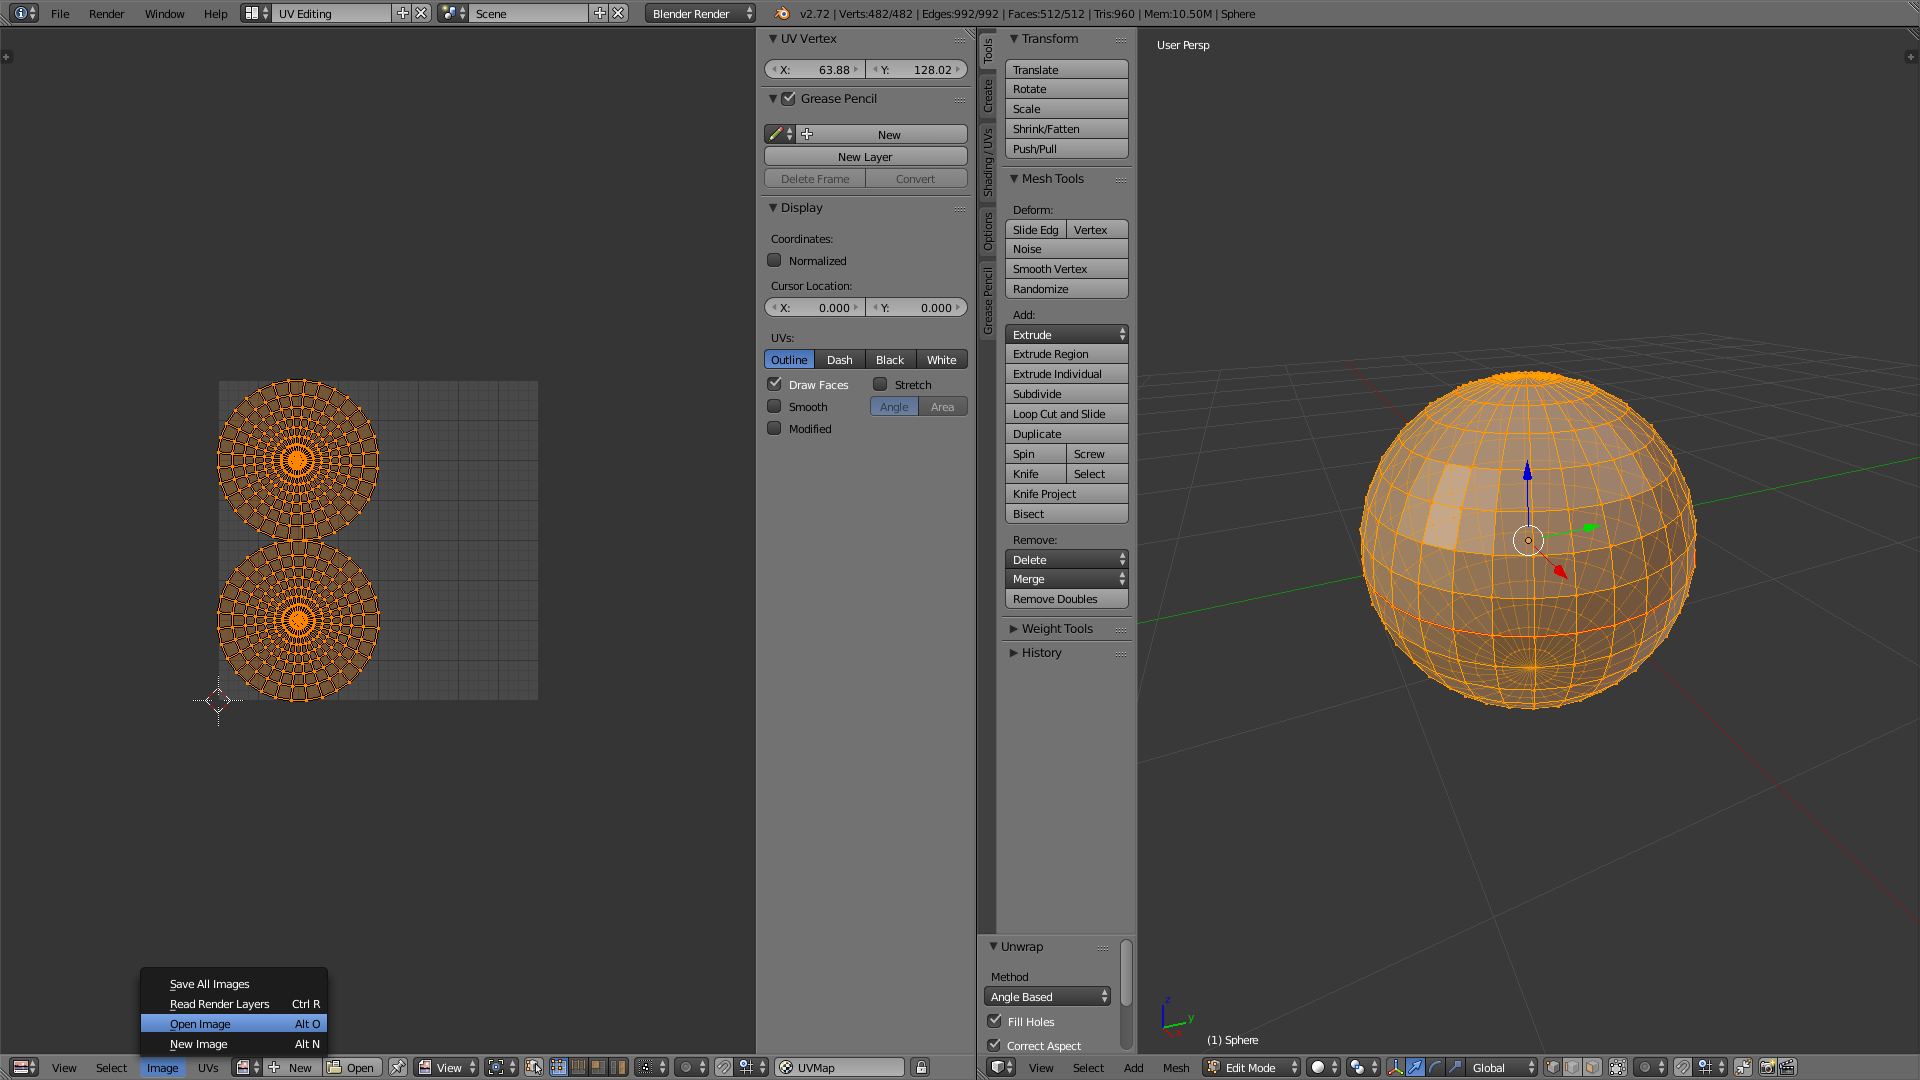 File Render Window Help UV Editing Scene Blender Render v2.72 | Verts:482/482 | Edges:992/992 | Faces:512/512 | Tris:960 | Mem:10.50M | Sphere
UV Vertex
X: 63.88 Y: 128.02
Grease Pencil
New
New Layer
Delete Frame Convert
Display
Coordinates:
Normalized
Cursor Location:
X: 0.000 Y: 0.000
UVs:
Outline Dash Black White
Draw Faces Stretch
Smooth Angle Area
Modified
Tools
Create
Shading / UVs
Options
Grease Pencil
Transform
Translate
Rotate
Scale
Shrink/Fatten
Push/Pull
Mesh Tools
Deform:
Slide Edg Vertex
Noise
Smooth Vertex
Randomize
Add:
Extrude
Extrude Region
Extrude Individual
Subdivide
Loop Cut and Slide
Duplicate
Spin Screw
Knife Select
Knife Project
Bisect
Remove:
Delete
Merge
Remove Doubles
Weight Tools
History
Unwrap
Method
Angle Based
Fill Holes
Correct Aspect
User Persp
z
y
x
(1) Sphere
Save All Images
Read Render Layers Ctrl R
Open Image Alt O
New Image Alt N
View Select Image UVs New Open View UVMap
View Select Add Mesh Edit Mode Global